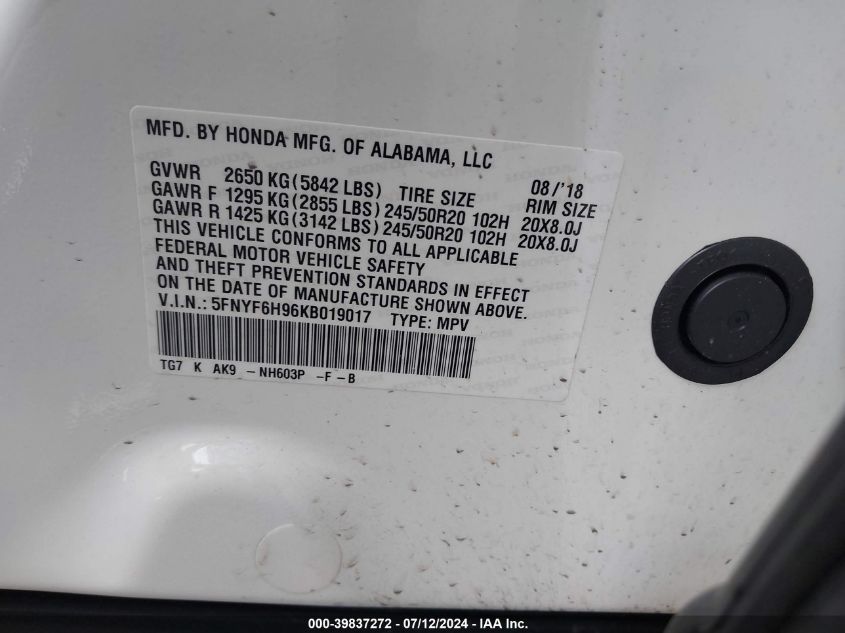 MFD. BY HONDA MFG. OF ALABAMA, LLC
08/'18
GVWR 2650 KG (5842 LBS) TIRE SIZE RIM SIZE
GAWR F 1295 KG (2855 LBS) 245/50R20 102H 20X8.0J
GAWR R 1425 KG (3142 LBS) 245/50R20 102H 20X8.0J
THIS VEHICLE CONFORMS TO ALL APPLICABLE
FEDERAL MOTOR VEHICLE SAFETY
AND THEFT PREVENTION STANDARDS IN EFFECT
ON THE DATE OF MANUFACTURE SHOWN ABOVE.
V.I.N.: 5FNYF6H96KB019017 TYPE: MPV
TG7 K AK9 -NH603P -F-B
000-39837272 - 07/12/2024 - IAA Inc.